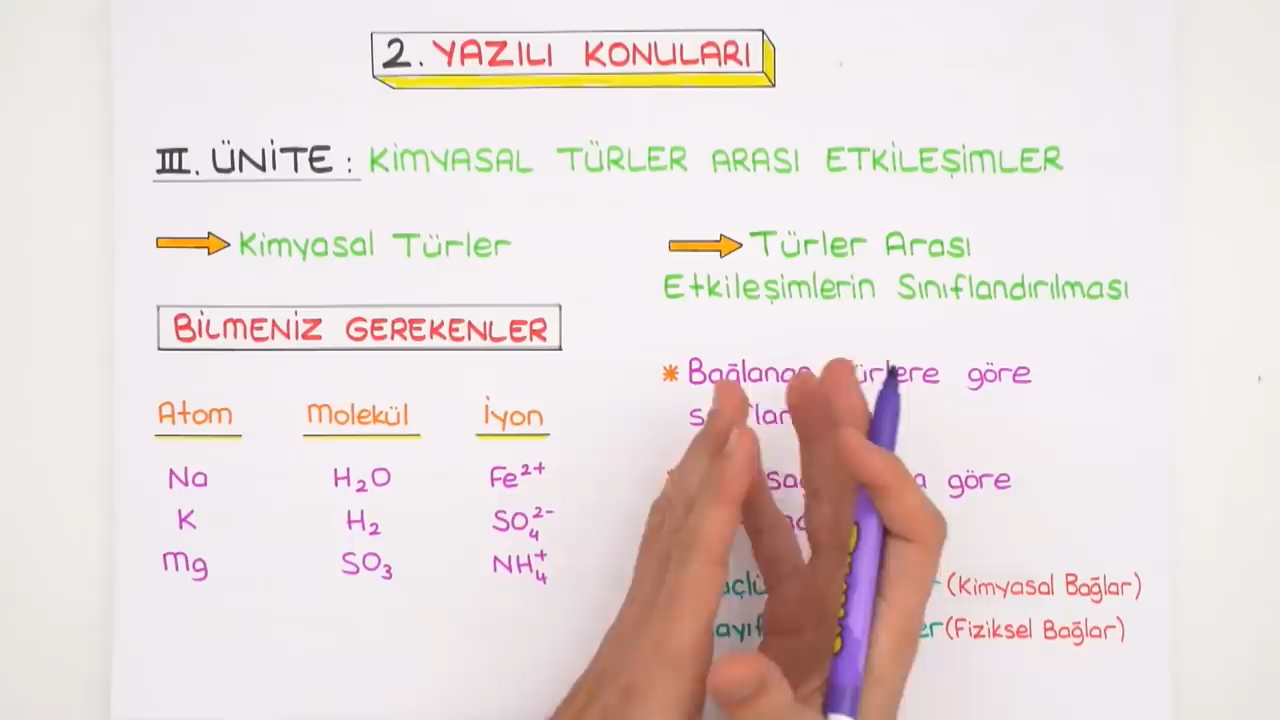 2. YAZILI KONULARI
III. ÜNİTE: KİMYASAL TÜRLER ARASI ETKİLEŞİMLER
Kimyasal Türler
BİLMENİZ GEREKENLER
Atom Molekül İyon
Na H₂O Fe²⁺
K H₂ SO₄²⁻
Mg SO₃ NH₄⁺
Türler Arası
Etkileşimlerin Sınıflandırılması
* göre
göre
(Kimyasal Bağlar)
(Fiziksel Bağlar)